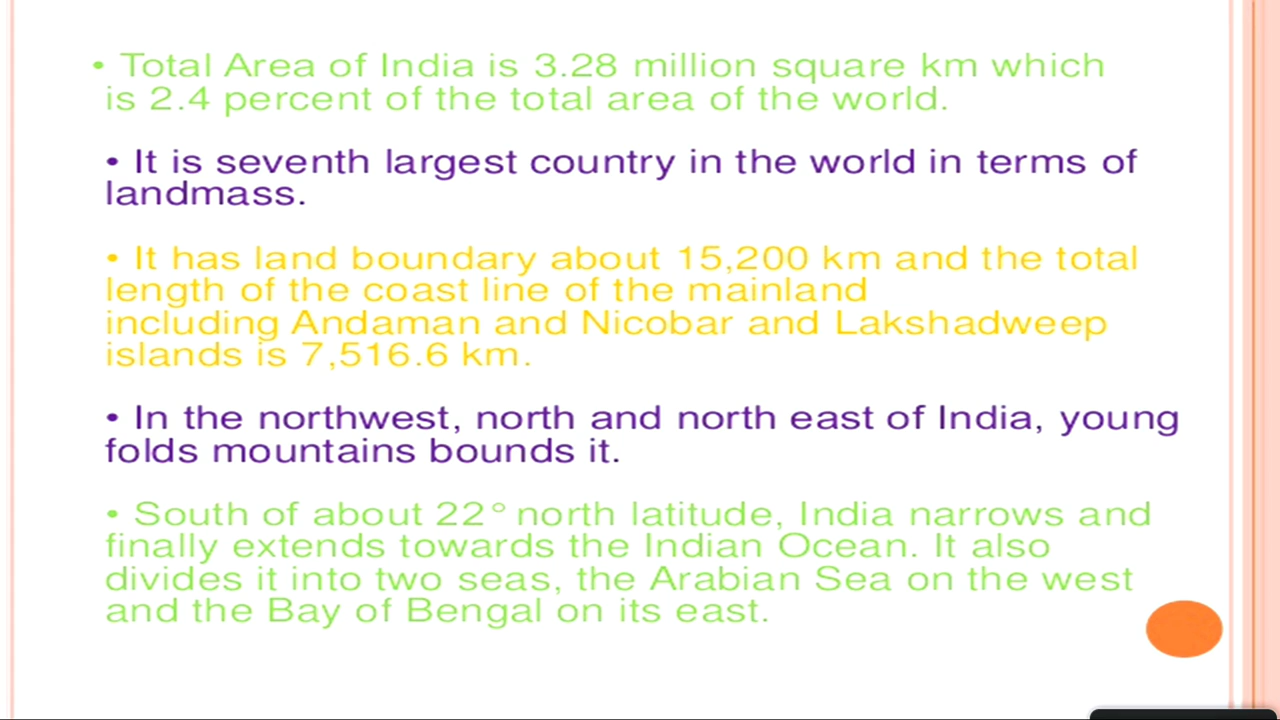 • Total Area of India is 3.28 million square km which
is 2.4 percent of the total area of the world.
• It is seventh largest country in the world in terms of
landmass.
• It has land boundary about 15,200 km and the total
length of the coast line of the mainland
including Andaman and Nicobar and Lakshadweep
islands is 7,516.6 km.
• In the northwest, north and north east of India, young
folds mountains bounds it.
• South of about 22° north latitude, India narrows and
finally extends towards the Indian Ocean. It also
divides it into two seas, the Arabian Sea on the west
and the Bay of Bengal on its east.